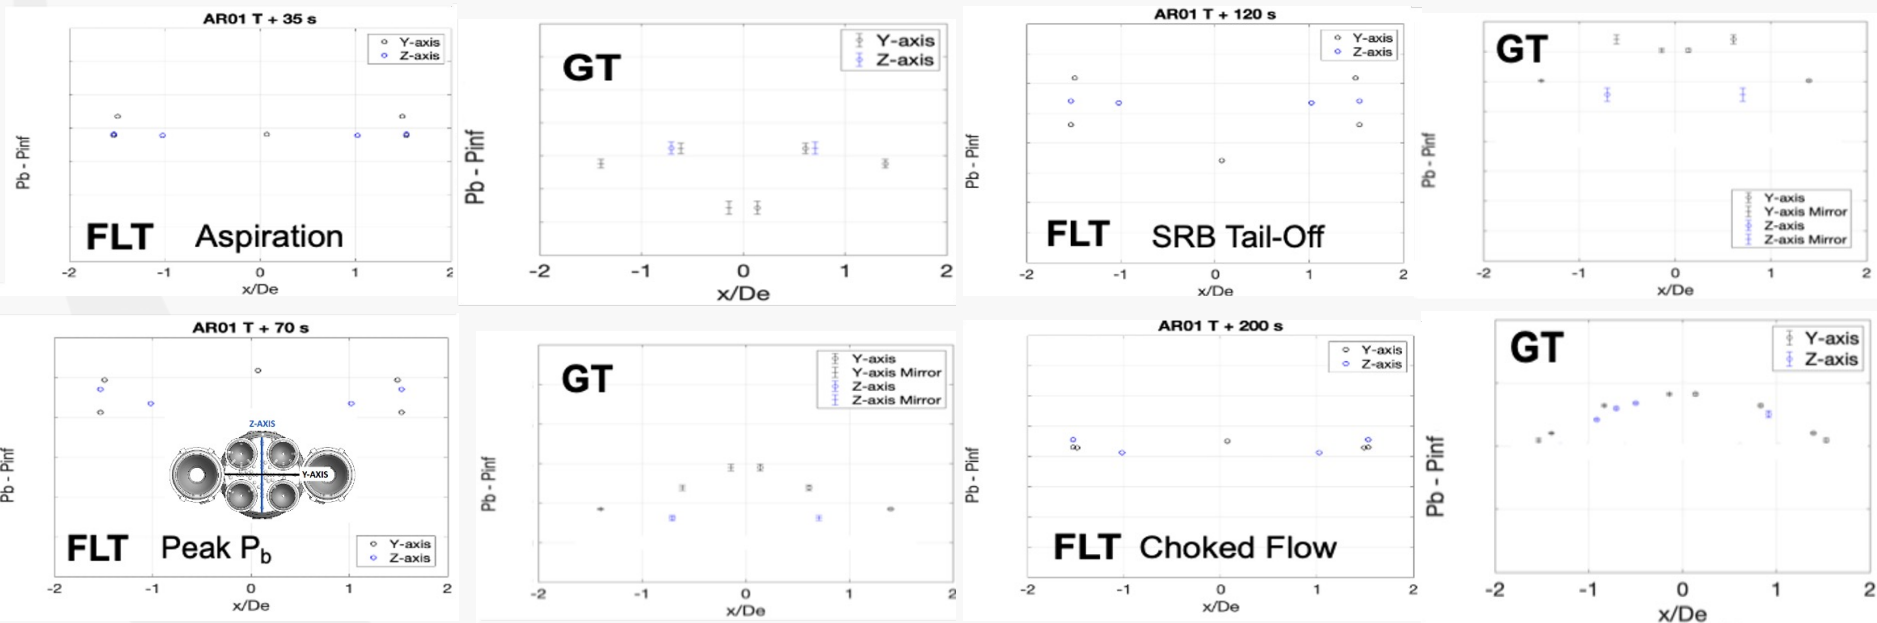 AR01 T + 35 s
Y-axis
Z-axis
Pb - Pinf
FLT Aspiration
-2 -1 0 1 2
x/De
GT
Y-axis
Z-axis
Pb - Pinf
-2 -1 0 1 2
x/De
AR01 T + 120 s
Y-axis
Z-axis
Pb - Pinf
FLT SRB Tail-Off
-2 -1 0 1 2
x/De
GT
Pb - Pinf
Y-axis
Y-axis Mirror
Z-axis
Z-axis Mirror
-2 -1 0 1 2
x/De
AR01 T + 70 s
Z-AXIS
Y-AXIS
Pb - Pinf
FLT Peak Pb
Y-axis
Z-axis
-2 -1 0 1 2
x/De
GT
Y-axis
Y-axis Mirror
Z-axis
Z-axis Mirror
Pb - Pinf
-2 -1 0 1 2
x/De
AR01 T + 200 s
Y-axis
Z-axis
Pb - Pinf
FLT Choked Flow
-2 -1 0 1 2
x/De
GT
Y-axis
Z-axis
Pb - Pinf
-2 -1 0 1 2
x/De